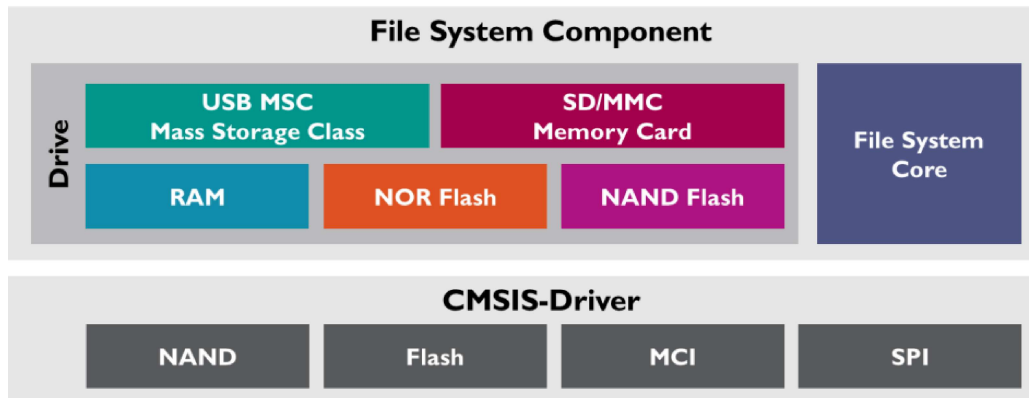 File System Component
Drive
USB MSC
Mass Storage Class
SD/MMC
Memory Card
File System
Core
RAM
NOR Flash
NAND Flash
CMSIS-Driver
NAND
Flash
MCI
SPI